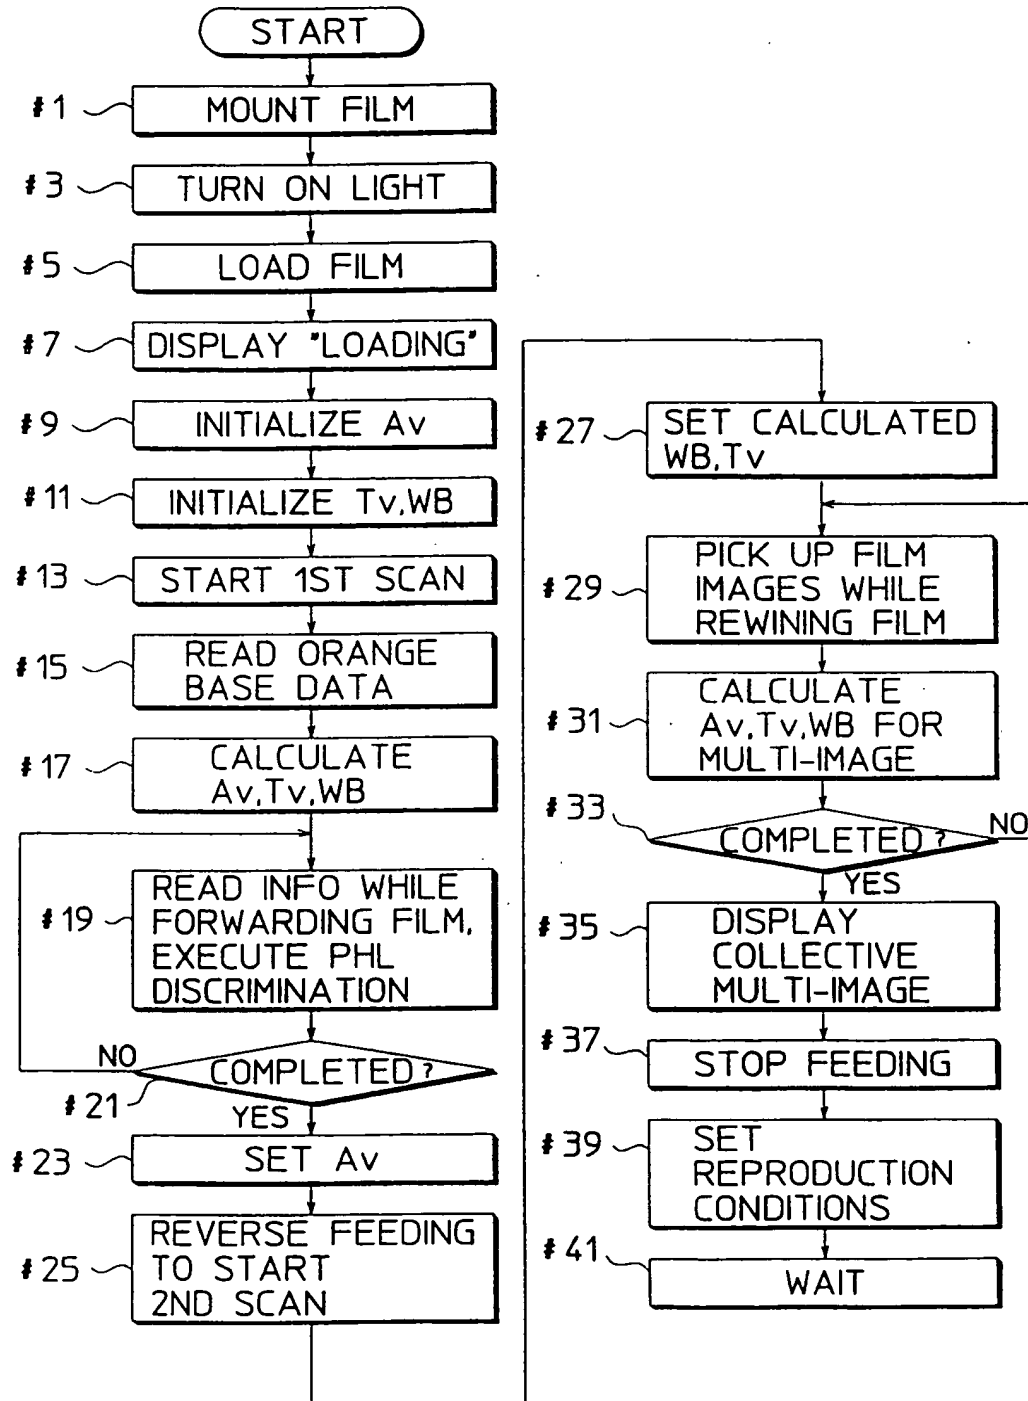 START
#1 MOUNT FILM
#3 TURN ON LIGHT
#5 LOAD FILM
#7 DISPLAY "LOADING"
#9 INITIALIZE Av
#11 INITIALIZE Tv,WB
#13 START 1ST SCAN
#15 READ ORANGE
BASE DATA
#17 CALCULATE
Av,Tv,WB
#19 READ INFO WHILE
FORWARDING FILM,
EXECUTE PHL
DISCRIMINATION
NO
#21 COMPLETED?
YES
#23 SET Av
#25 REVERSE FEEDING
TO START
2ND SCAN
#27 SET CALCULATED
WB,Tv
#29 PICK UP FILM
IMAGES WHILE
REWINING FILM
#31 CALCULATE
Av,Tv,WB FOR
MULTI-IMAGE
#33 COMPLETED?
NO
YES
#35 DISPLAY
COLLECTIVE
MULTI-IMAGE
#37 STOP FEEDING
#39 SET
REPRODUCTION
CONDITIONS
#41 WAIT